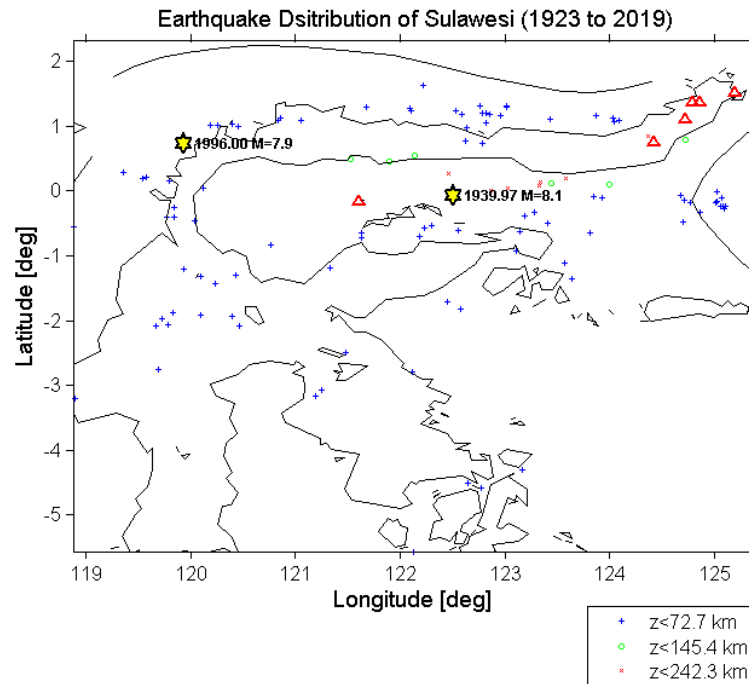 Earthquake Dsitribution of Sulawesi (1923 to 2019)
2
1
0
-1
-2
-3
-4
-5
Latitude [deg]
1996.00 M=7.9
1939.97 M=8.1
119 120 121 122 123 124 125
Longitude [deg]
z<72.7 km
z<145.4 km
z<242.3 km